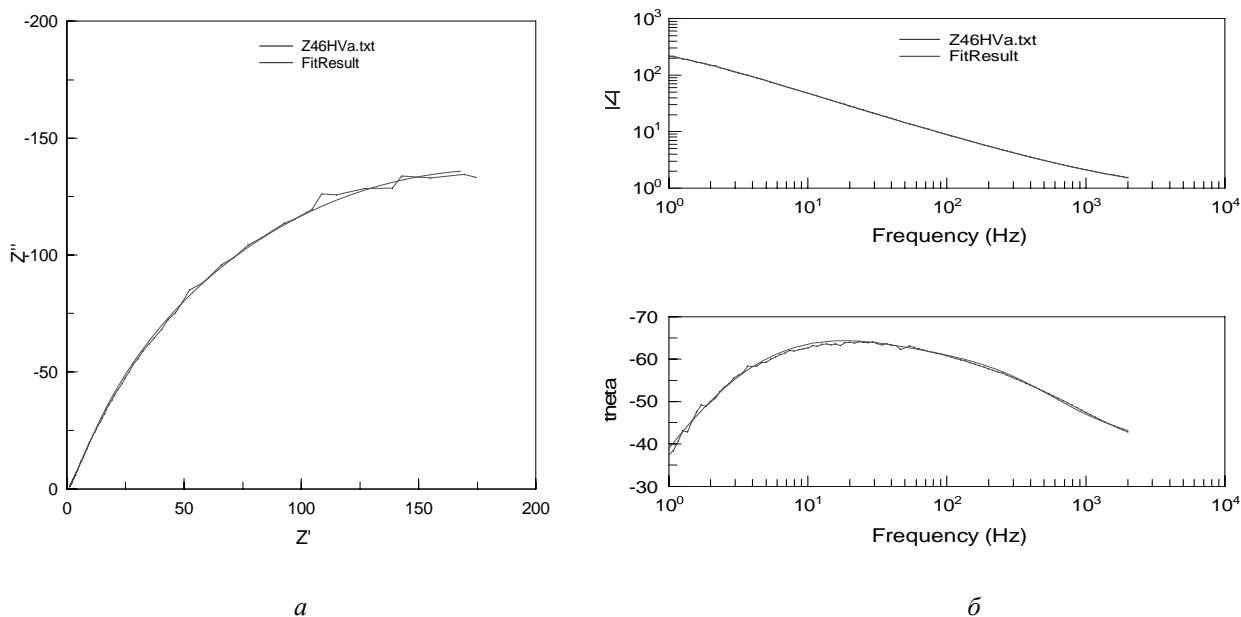 -200
-150
-100
-50
0
Z''
0 50 100 150 200
Z'
Z46HVa.txt
FitResult
10³
10²
10¹
10⁰
|Z|
10⁰ 10¹ 10² 10³ 10⁴
Frequency (Hz)
Z46HVa.txt
FitResult
-70
-60
-50
-40
-30
theta
10⁰ 10¹ 10² 10³ 10⁴
Frequency (Hz)
а б